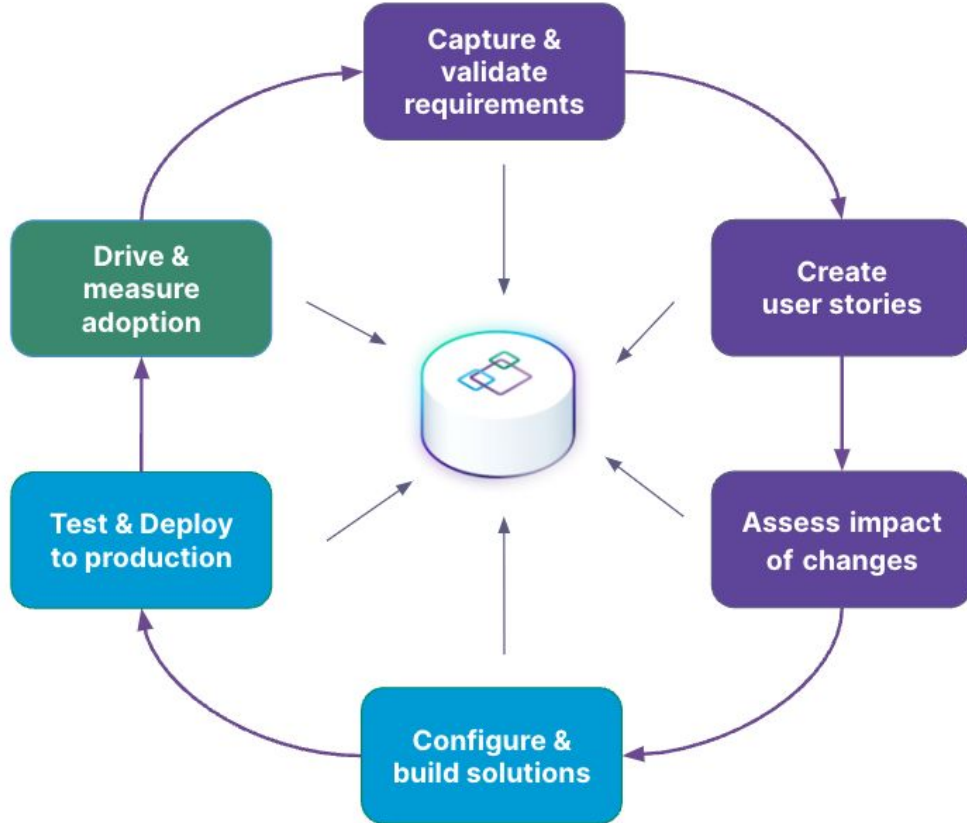 Capture &
validate
requirements
Create
user stories
Assess impact
of changes
Configure &
build solutions
Test & Deploy
to production
Drive &
measure
adoption